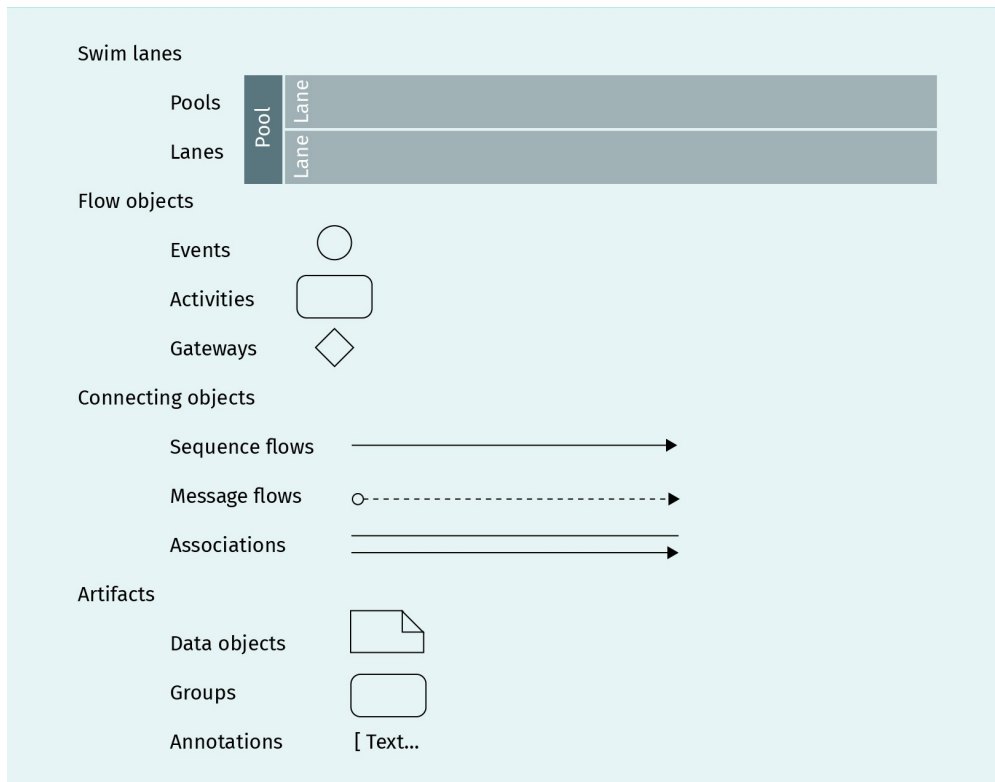 Swim lanes
Pools
Lanes
Pool
Lane
Lane
Flow objects
Events
Activities
Gateways
Connecting objects
Sequence flows
Message flows
Associations
Artifacts
Data objects
Groups
Annotations
[ Text...